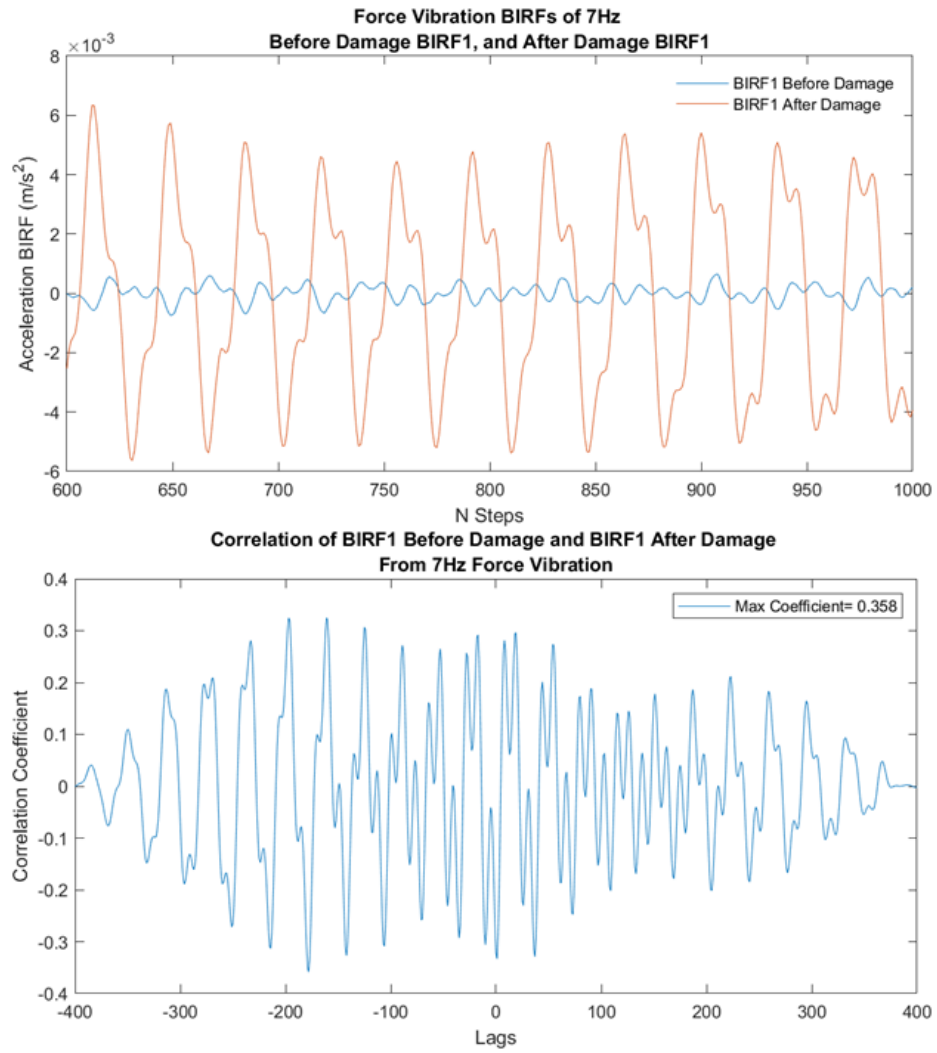 Force Vibration BIRFs of 7Hz
Before Damage BIRF1, and After Damage BIRF1
×10⁻³
8
6
4
2
0
-2
-4
-6
Acceleration BIRF (m/s²)
BIRF1 Before Damage
BIRF1 After Damage
600 650 700 750 800 850 900 950 1000
N Steps
Correlation of BIRF1 Before Damage and BIRF1 After Damage
From 7Hz Force Vibration
0.4
0.3
0.2
0.1
0
-0.1
-0.2
-0.3
-0.4
Correlation Coefficient
Max Coefficient= 0.358
-400 -300 -200 -100 0 100 200 300 400
Lags